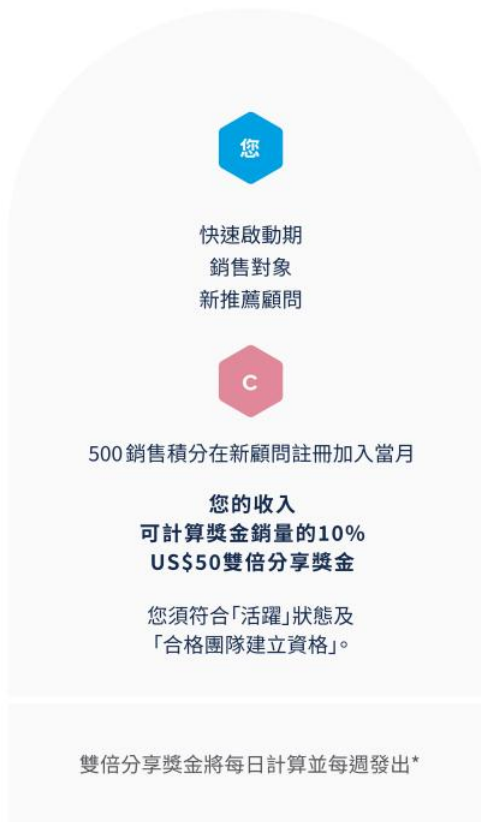 您
快速啟動期
銷售對象
新推薦顧問
C
500銷售積分在新顧問註冊加入當月
您的收入
可計算獎金銷量的10%
US$50雙倍分享獎金
您須符合「活躍」狀態及
「合格團隊建立資格」。
雙倍分享獎金將每日計算並每週發出*